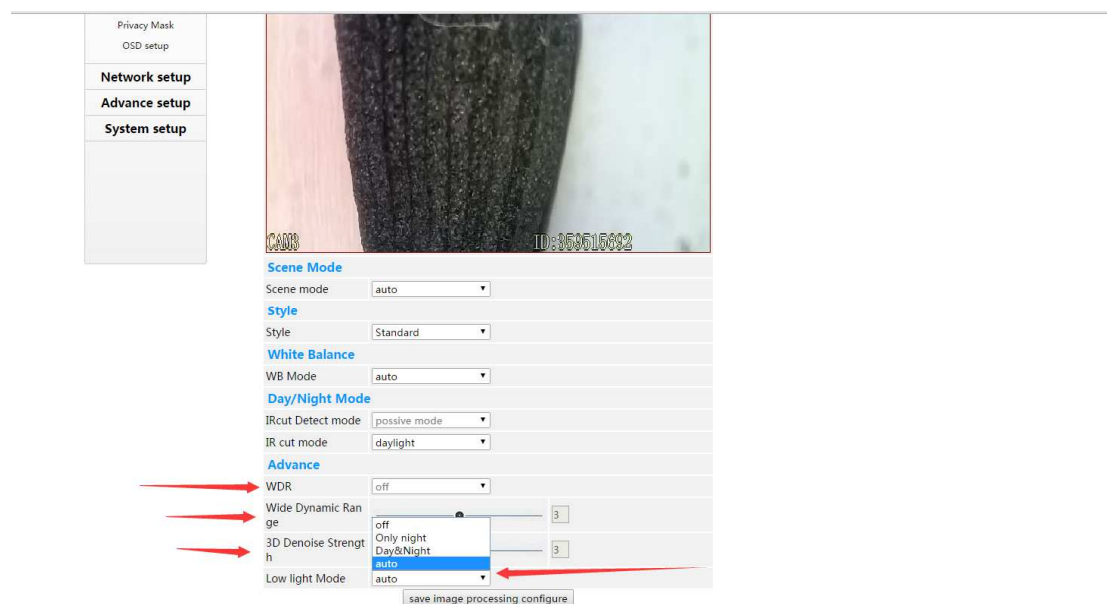 Privacy Mask
OSD setup
Network setup
Advance setup
System setup
CAM3
ID:359515892
Scene Mode
Scene mode auto
Style
Style Standard
White Balance
WB Mode auto
Day/Night Mode
IRcut Detect mode possive mode
IR cut mode daylight
Advance
WDR off
Wide Dynamic Ran
ge
3
off
Only night
Day&Night
auto
3D Denoise Strengt
h
3
Low light Mode auto
save image processing configure